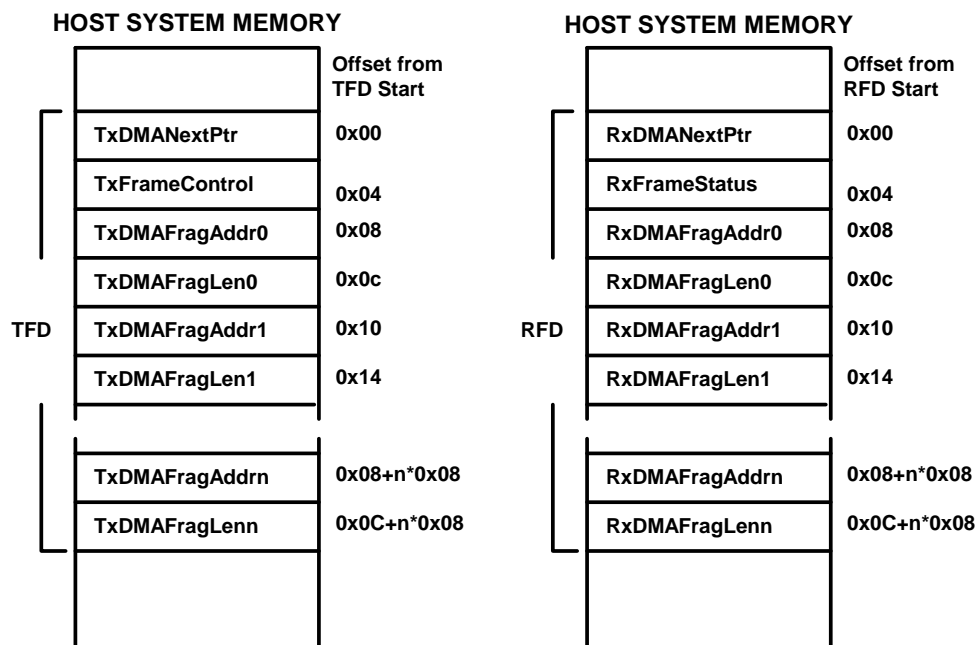 HOST SYSTEM MEMORY
Offset from
TFD Start
TxDMANextPtr 0x00
TxFrameControl 0x04
TxDMAFragAddr0 0x08
TxDMAFragLen0 0x0c
TFD TxDMAFragAddr1 0x10
TxDMAFragLen1 0x14
TxDMAFragAddrn 0x08+n*0x08
TxDMAFragLenn 0x0C+n*0x08
HOST SYSTEM MEMORY
Offset from
RFD Start
RxDMANextPtr 0x00
RxFrameStatus 0x04
RxDMAFragAddr0 0x08
RxDMAFragLen0 0x0c
RFD RxDMAFragAddr1 0x10
RxDMAFragLen1 0x14
RxDMAFragAddrn 0x08+n*0x08
RxDMAFragLenn 0x0C+n*0x08